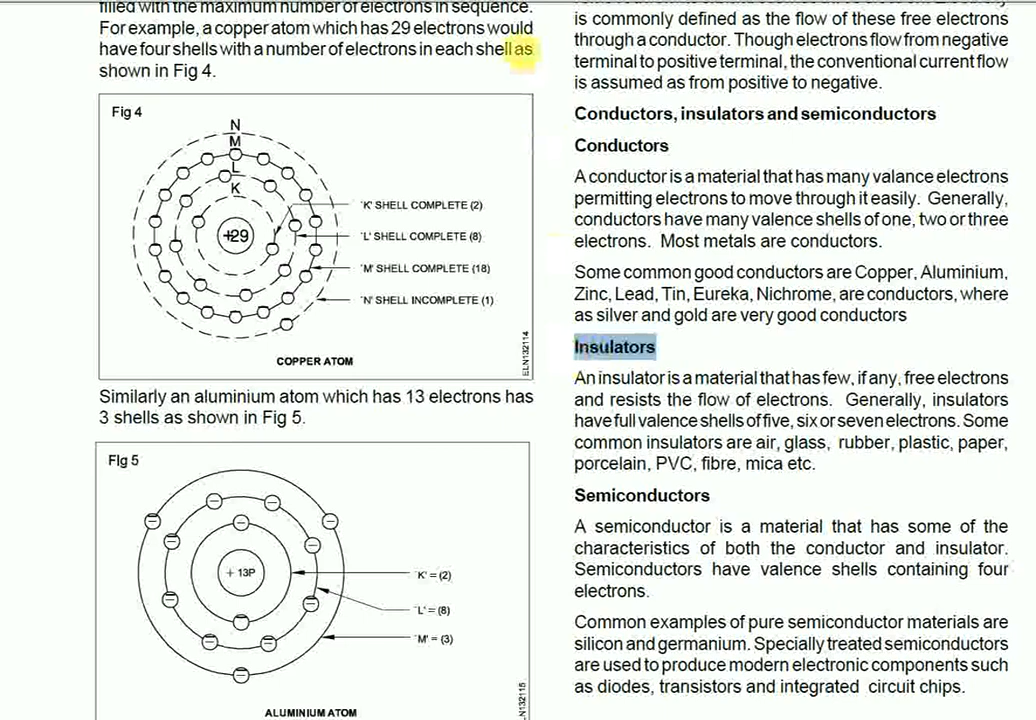 filled with the maximum number of electrons in sequence.
For example, a copper atom which has 29 electrons would
have four shells with a number of electrons in each shell as
shown in Fig 4.
Fig 4
N
M
L
K
+29
'K' SHELL COMPLETE (2)
'L' SHELL COMPLETE (8)
'M' SHELL COMPLETE (18)
'N' SHELL INCOMPLETE (1)
ELN132114
COPPER ATOM
Similarly an aluminium atom which has 13 electrons has
3 shells as shown in Fig 5.
FIg 5
+ 13P
'K' = (2)
'L' = (8)
'M' = (3)
LN132115
ALUMINIUM ATOM
is commonly defined as the flow of these free electrons
through a conductor. Though electrons flow from negative
terminal to positive terminal, the conventional current flow
is assumed as from positive to negative.
Conductors, insulators and semiconductors
Conductors
A conductor is a material that has many valance electrons
permitting electrons to move through it easily. Generally,
conductors have many valence shells of one, two or three
electrons. Most metals are conductors.
Some common good conductors are Copper, Aluminium,
Zinc, Lead, Tin, Eureka, Nichrome, are conductors, where
as silver and gold are very good conductors
Insulators
An insulator is a material that has few, if any, free electrons
and resists the flow of electrons. Generally, insulators
have full valence shells of five, six or seven electrons. Some
common insulators are air, glass, rubber, plastic, paper,
porcelain, PVC, fibre, mica etc.
Semiconductors
A semiconductor is a material that has some of the
characteristics of both the conductor and insulator.
Semiconductors have valence shells containing four
electrons.
Common examples of pure semiconductor materials are
silicon and germanium. Specially treated semiconductors
are used to produce modern electronic components such
as diodes, transistors and integrated circuit chips.